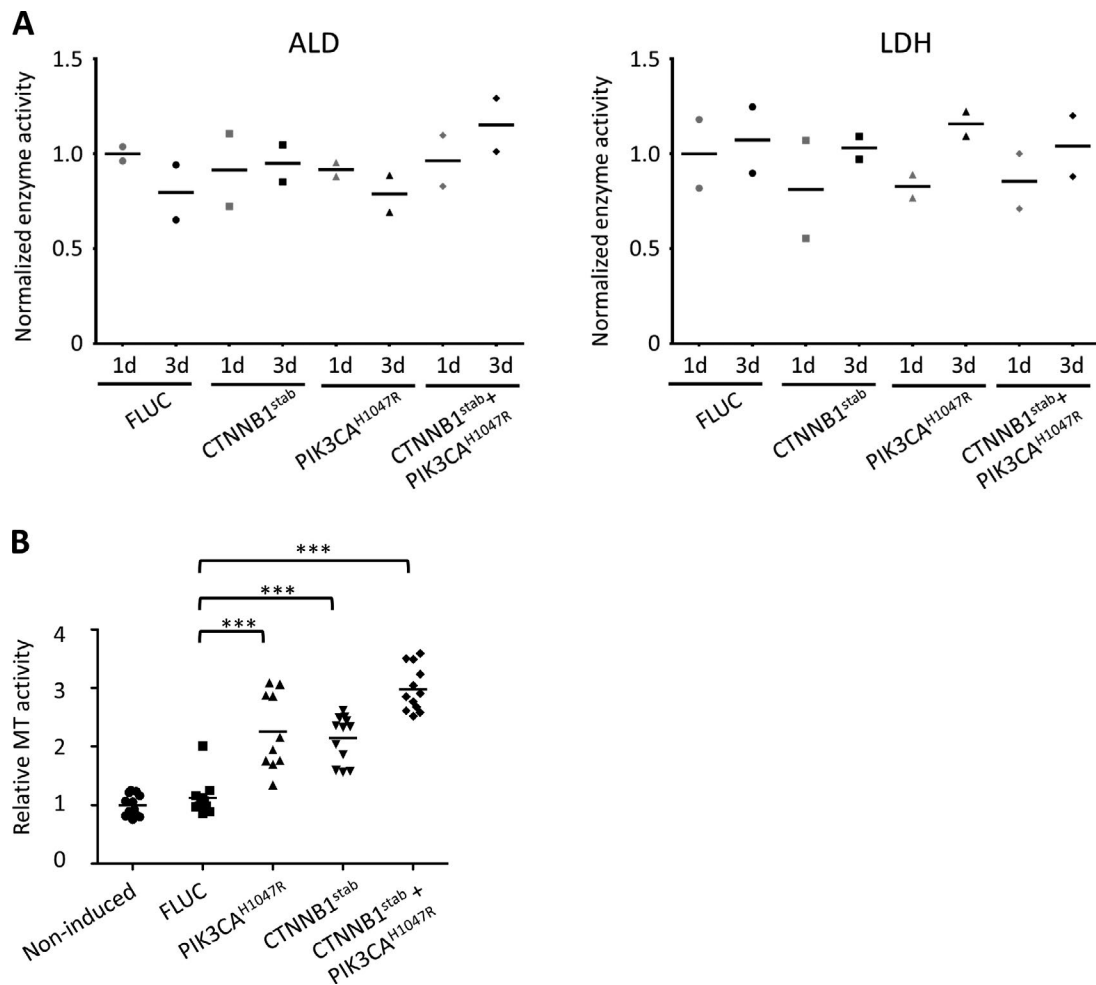 A
ALD
Normalized enzyme activity
1.5
1.0
0.5
0
1d 3d 1d 3d 1d 3d 1d 3d
FLUC
CTNNB1stab
PIK3CAH1047R
CTNNB1stab+
PIK3CAH1047R
LDH
Normalized enzyme activity
1.5
1.0
0.5
0
1d 3d 1d 3d 1d 3d 1d 3d
FLUC
CTNNB1stab
PIK3CAH1047R
CTNNB1stab+
PIK3CAH1047R
B
***
***
***
Relative MT activity
4
3
2
1
0
Non-induced
FLUC
PIK3CAH1047R
CTNNB1stab
CTNNB1stab +
PIK3CAH1047R